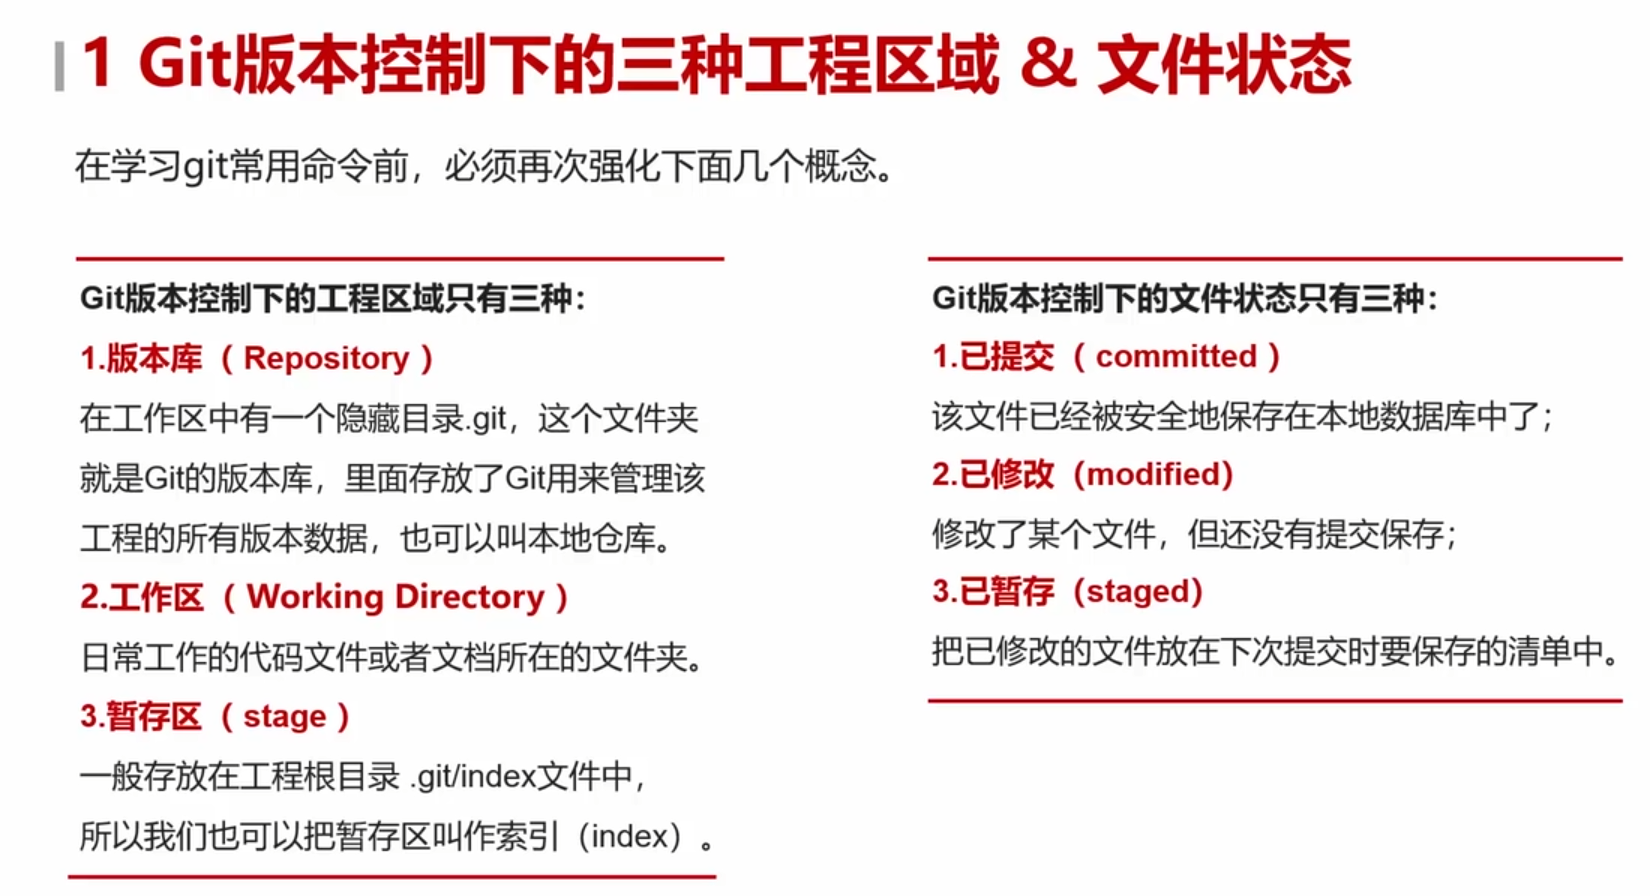 1 Git版本控制下的三种工程区域 & 文件状态
在学习git常用命令前，必须再次强化下面几个概念。
Git版本控制下的工程区域只有三种：
1.版本库（ Repository ）
在工作区中有一个隐藏目录.git，这个文件夹
就是Git的版本库，里面存放了Git用来管理该
工程的所有版本数据，也可以叫本地仓库。
2.工作区（ Working Directory ）
日常工作的代码文件或者文档所在的文件夹。
3.暂存区（ stage ）
一般存放在工程根目录 .git/index文件中，
所以我们也可以把暂存区叫作索引（index）。
Git版本控制下的文件状态只有三种：
1.已提交（ committed ）
该文件已经被安全地保存在本地数据库中了；
2.已修改（modified）
修改了某个文件，但还没有提交保存；
3.已暂存（staged）
把已修改的文件放在下次提交时要保存的清单中。